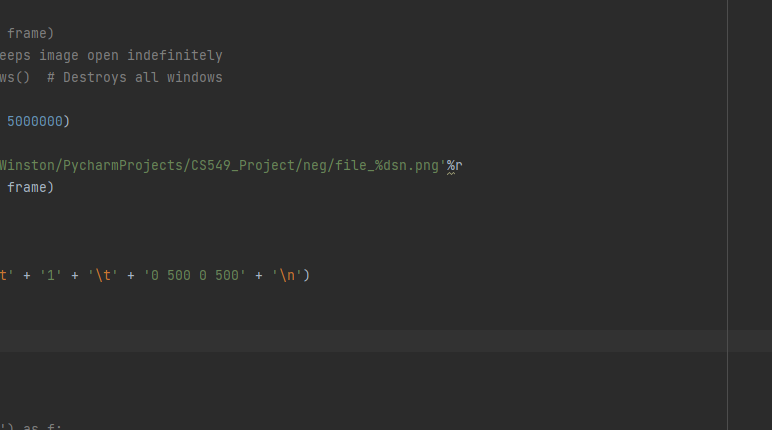 frame)
eeps image open indefinitely
ws()  # Destroys all windows
5000000)
Winston/PycharmProjects/CS549_Project/neg/file_%dsn.png'%r
frame)
t' + '1' + '\t' + '0 500 0 500' + '\n')
') as f: